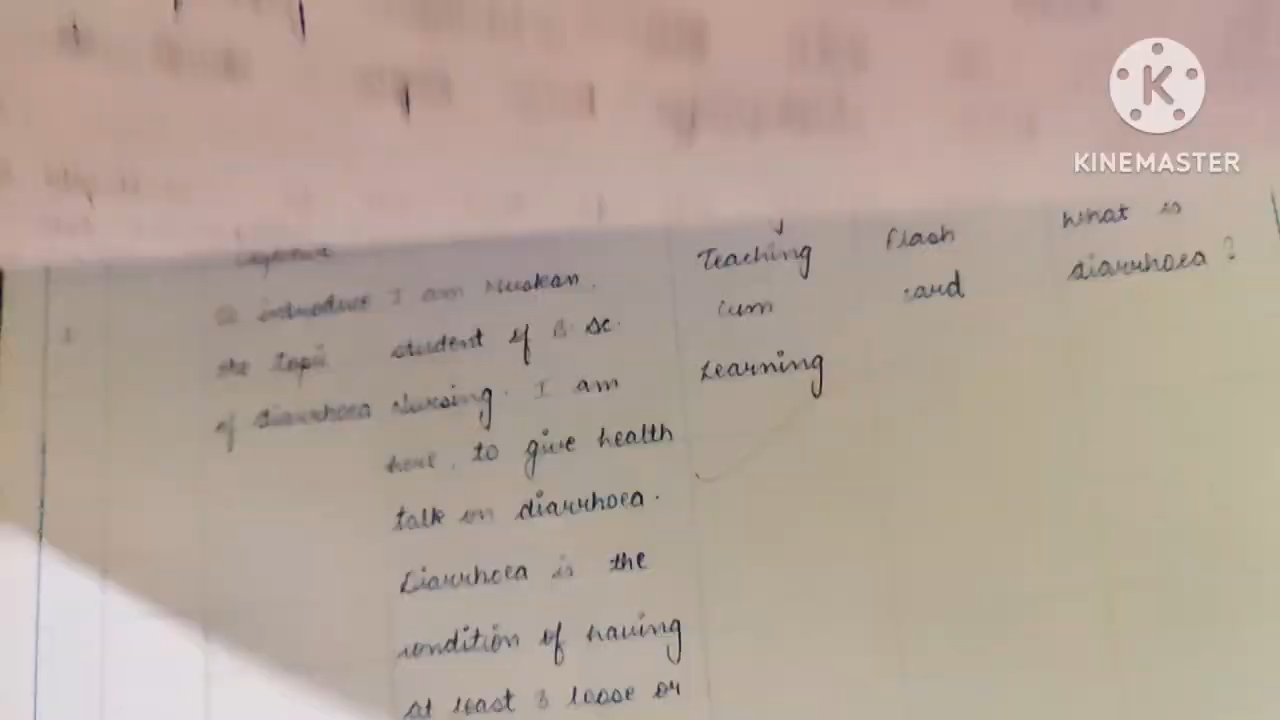 KINEMASTER
to introduce
the topic
of diarrhoea
I am Muskan.
student of B.Sc.
Nursing. I am
here, to give health
talk on diarrhoea.
Diarrhoea is the
condition of having
at least 3 loose or
Teaching
cum
Learning
Flash
card
What is
diarrhoea?